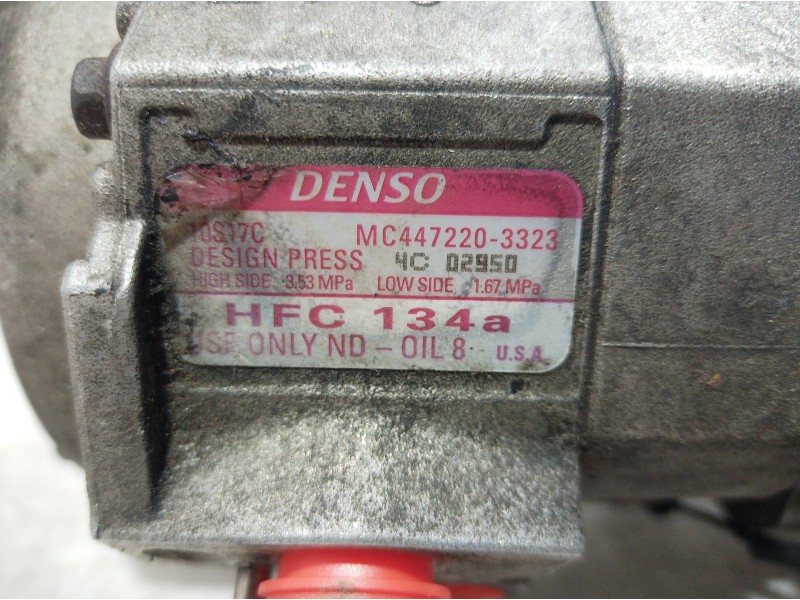 DENSO
10S17C MC447220-3323
DESIGN PRESS 4C 02950
HIGH SIDE 3.53 MPa LOW SIDE 1.67 MPa
HFC 134a
USE ONLY ND-OIL 8 U.S.A.